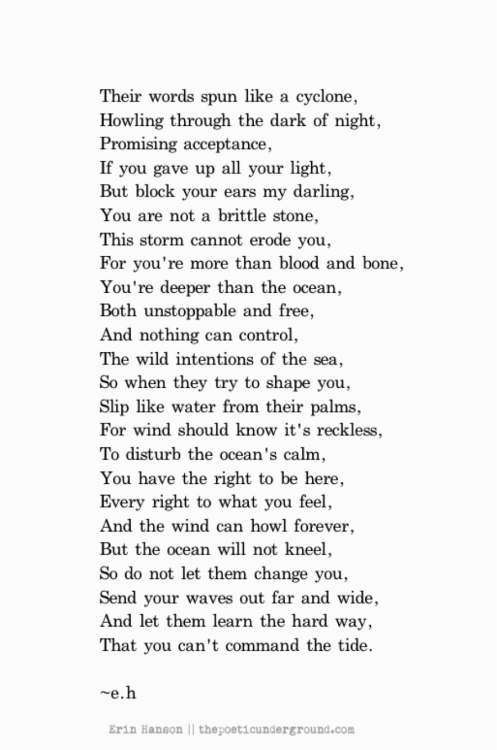 Their words spun like a cyclone,
Howling through the dark of night,
Promising acceptance,
If you gave up all your light,
But block your ears my darling,
You are not a brittle stone,
This storm cannot erode you,
For you're more than blood and bone,
You're deeper than the ocean,
Both unstoppable and free,
And nothing can control,
The wild intentions of the sea,
So when they try to shape you,
Slip like water from their palms,
For wind should know it's reckless,
To disturb the ocean's calm,
You have the right to be here,
Every right to what you feel,
And the wind can howl forever,
But the ocean will not kneel,
So do not let them change you,
Send your waves out far and wide,
And let them learn the hard way,
That you can't command the tide.
~e.h
Erin Hanson || thepoeticunderground.com